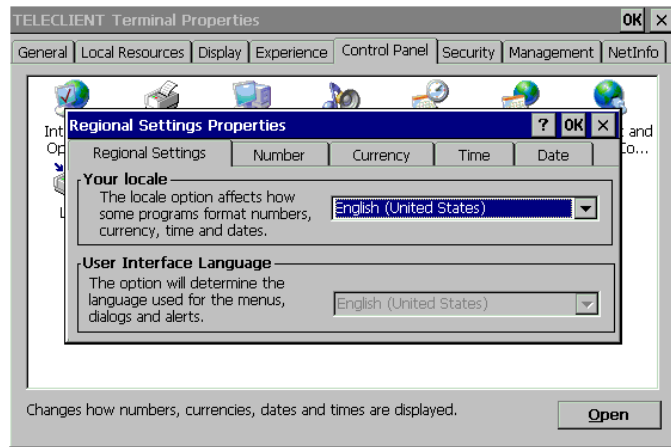 TELECLIENT Terminal Properties
OK
General
Local Resources
Display
Experience
Control Panel
Security
Management
NetInfo
Regional Settings Properties
? OK
Regional Settings
Number
Currency
Time
Date
Your locale
The locale option affects how
some programs format numbers,
currency, time and dates.
English (United States)
User Interface Language
The option will determine the
language used for the menus,
dialogs and alerts.
English (United States)
Int
Op
and
Changes how numbers, currencies, dates and times are displayed.
Open